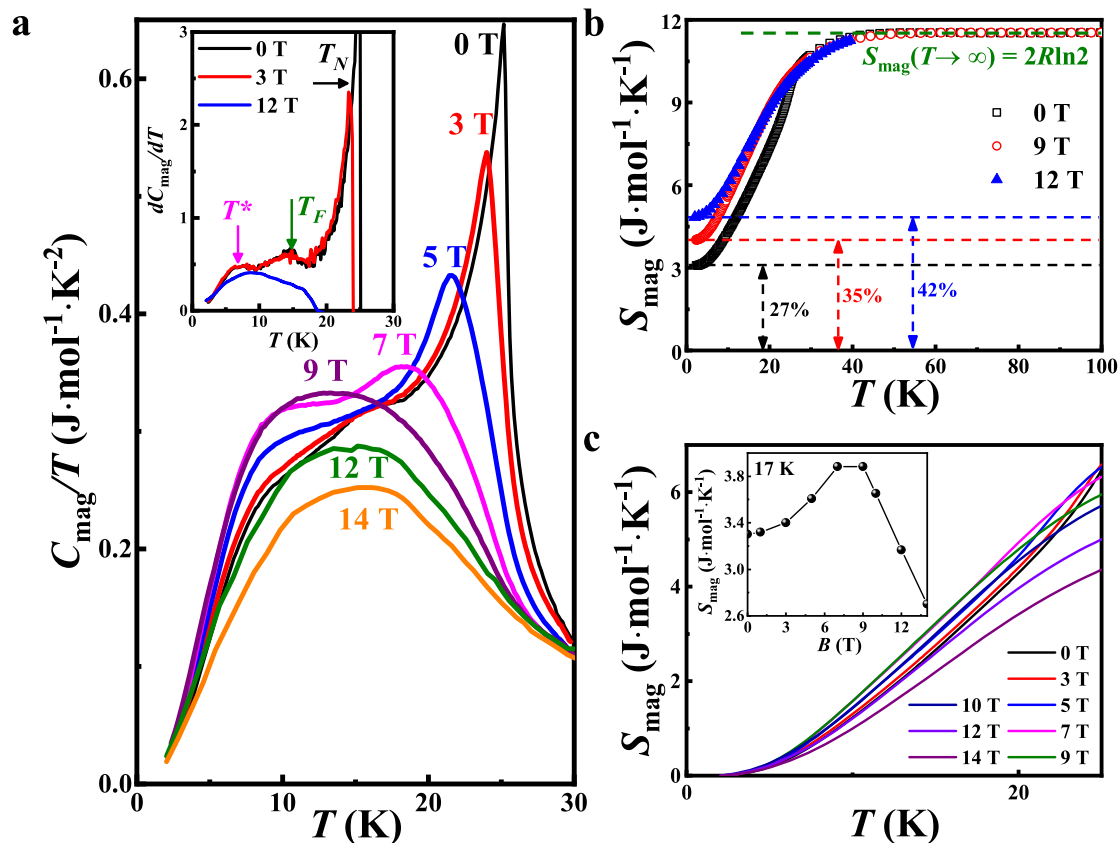 a
C_mag/T (J·mol⁻¹·K⁻²)
0.6
0.4
0.2
0.0
0
10
20
30
T (K)
0 T
3 T
5 T
7 T
9 T
12 T
14 T
dC_mag/dT
3
2
1
0
0
10
20
30
T (K)
0 T
3 T
12 T
T_N
T*
T_F
b
S_mag (J·mol⁻¹·K⁻¹)
12
9
6
3
0
0
20
40
60
80
100
T (K)
S_mag(T→ ∞) = 2Rln2
0 T
9 T
12 T
27%
35%
42%
c
S_mag (J·mol⁻¹·K⁻¹)
6
4
2
0
0
10
20
T (K)
17 K
S_mag (J·mol⁻¹·K⁻¹)
3.8
3.4
3.0
2.6
0
3
6
9
12
B (T)
0 T
3 T
10 T
5 T
12 T
7 T
14 T
9 T